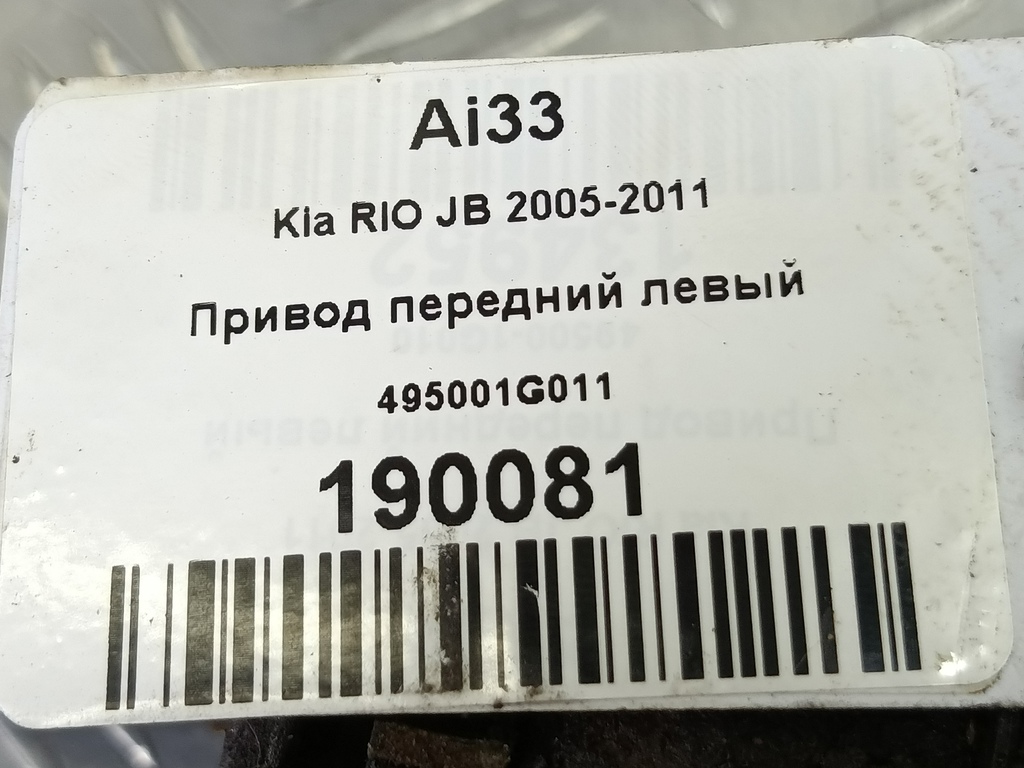 Ai33
Kia RIO JB 2005-2011
Привод передний левый
495001G011
190081